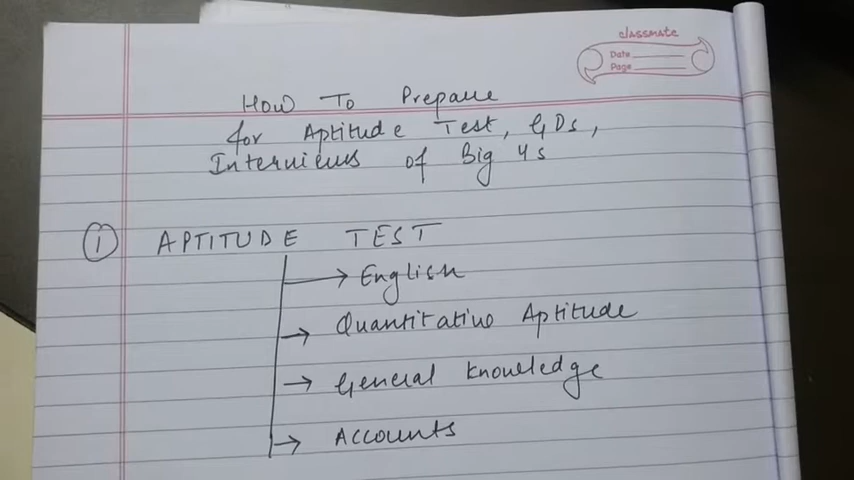 classmate
Date
Page
How To Prepare
for Aptitude Test, GDs,
Interviews of Big 4s
1 APTITUDE TEST
→ English
→ Quantitative Aptitude
→ General Knowledge
→ Accounts